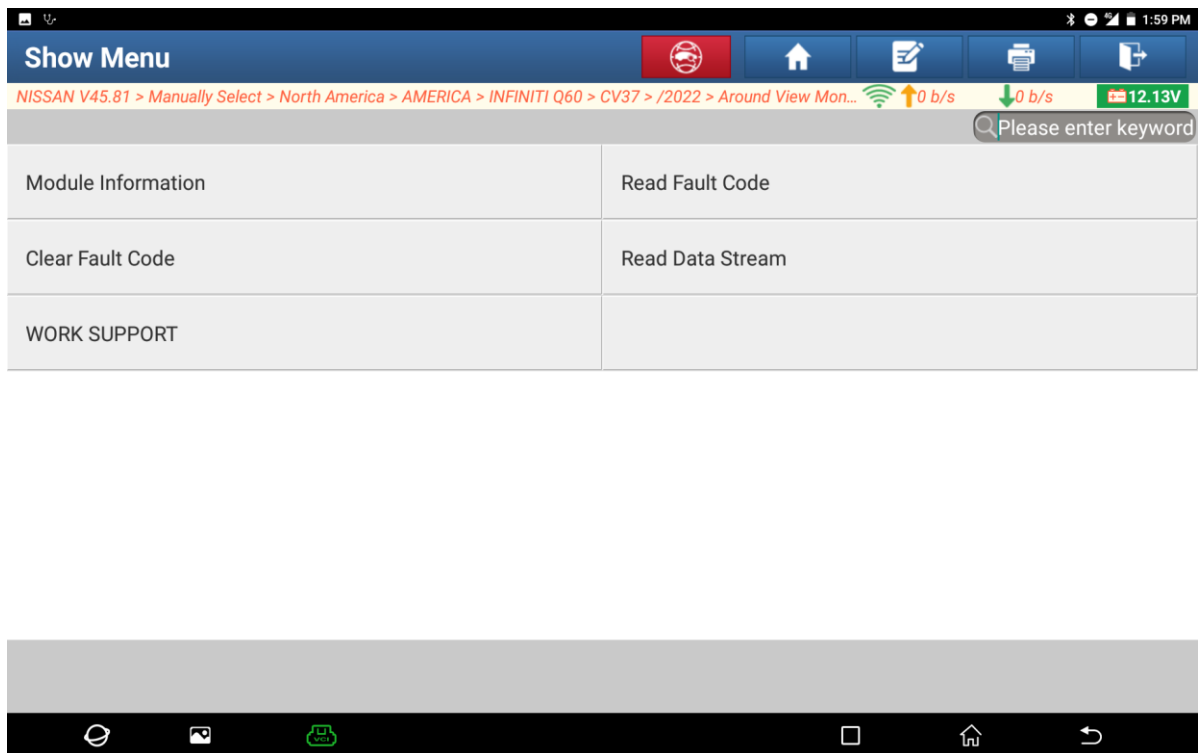 1:59 PM
Show Menu
NISSAN V45.81 > Manually Select > North America > AMERICA > INFINITI Q60 > CV37 > /2022 > Around View Mon... 0 b/s 0 b/s 12.13V
Please enter keyword
Module Information Read Fault Code
Clear Fault Code Read Data Stream
WORK SUPPORT
VCI